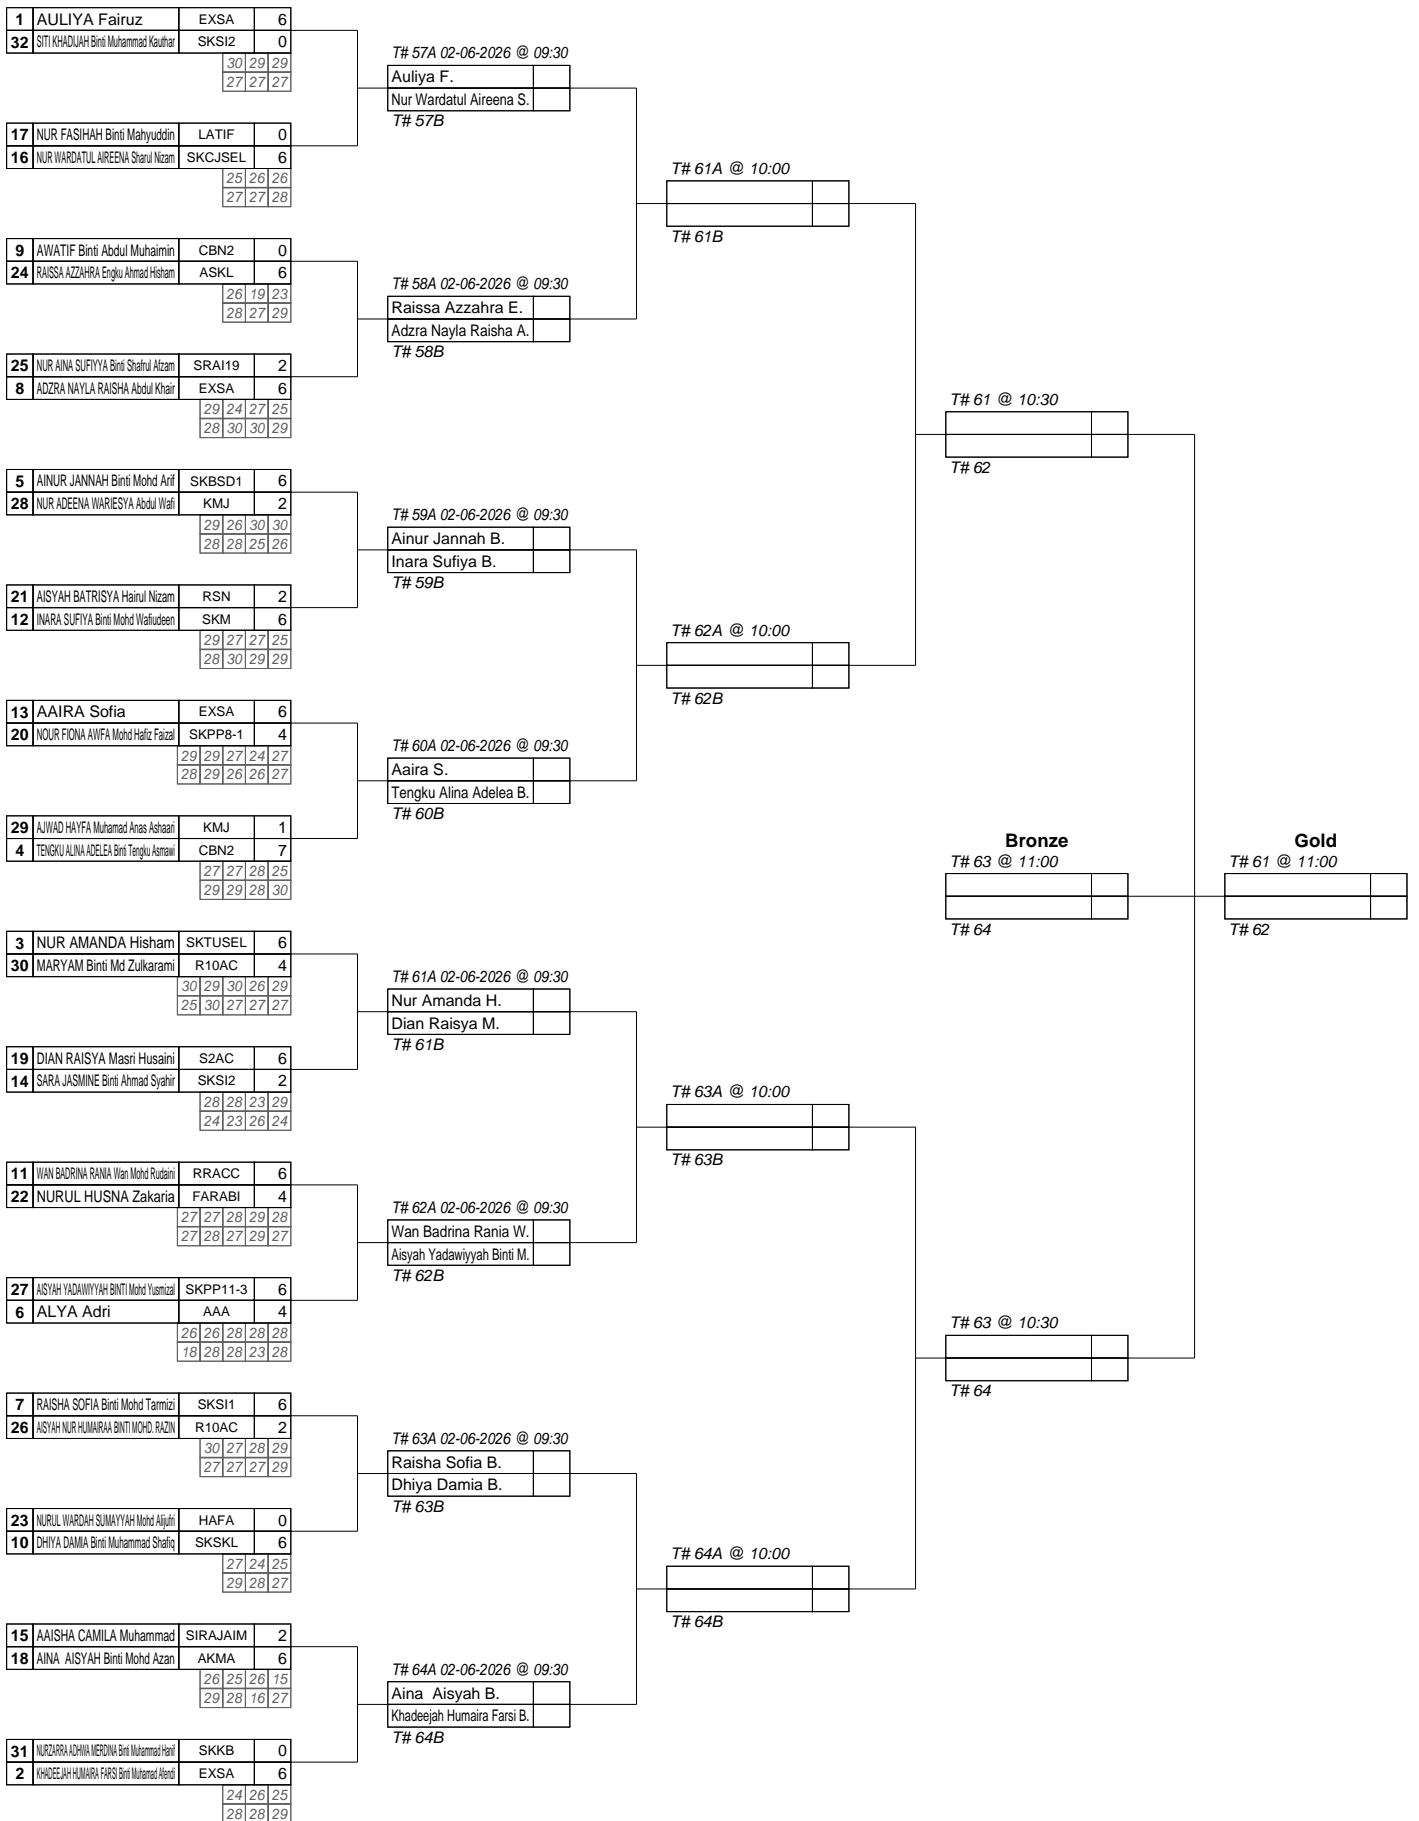 1 AULIYA Fairuz EXSA 6
32 SITI KHADIJAH Binti Muhammad Kauthar SKSI2 0
30 29 29
27 27 27
T# 57A 02-06-2026 @ 09:30
Auliya F.
Nur Wardatul Aireena S.
T# 57B
17 NUR FASIHAH Binti Mahyuddin LATIF 0
16 NUR WARDATUL AIREENA Sharul Nizam SKCJSEL 6
25 26 26
27 27 28
T# 61A @ 10:00
T# 61B
9 AWATIF Binti Abdul Muhaimin CBN2 0
24 RAISSA AZZAHRA Engku Ahmad Hisham ASKL 6
26 19 23
28 27 29
T# 58A 02-06-2026 @ 09:30
Raissa Azzahra E.
Adzra Nayla Raisha A.
T# 58B
25 NUR AINA SUFIYYA Binti Shafrul Afzam SRAI19 2
8 ADZRA NAYLA RAISHA Abdul Khair EXSA 6
29 24 27 25
28 30 30 29
T# 61 @ 10:30
T# 62
5 AINUR JANNAH Binti Mohd Arif SKBSD1 6
28 NUR ADEENA WARIESYA Abdul Wafi KMJ 2
29 26 30 30
28 28 25 26
T# 59A 02-06-2026 @ 09:30
Ainur Jannah B.
Inara Sufiya B.
T# 59B
21 AISYAH BATRISYA Hairul Nizam RSN 2
12 INARA SUFIYA Binti Mohd Wafiudeen SKM 6
29 27 27 25
28 30 29 29
T# 62A @ 10:00
T# 62B
13 AAIRA Sofia EXSA 6
20 NOUR FIONA AWFA Mohd Hafiz Faizal SKPP8-1 4
29 29 27 24 27
28 29 26 26 27
T# 60A 02-06-2026 @ 09:30
Aaira S.
Tengku Alina Adelea B.
T# 60B
29 AJWAD HAYFA Muhamad Anas Ashaari KMJ 1
4 TENGKU ALINA ADELEA Binti Tengku Asmawi CBN2 7
27 27 28 25
29 29 28 30
Bronze
T# 63 @ 11:00
T# 64
Gold
T# 61 @ 11:00
T# 62
3 NUR AMANDA Hisham SKTUSEL 6
30 MARYAM Binti Md Zulkarami R10AC 4
30 29 30 26 29
25 30 27 27 27
T# 61A 02-06-2026 @ 09:30
Nur Amanda H.
Dian Raisya M.
T# 61B
19 DIAN RAISYA Masri Husaini S2AC 6
14 SARA JASMINE Binti Ahmad Syahir SKSI2 2
28 28 23 29
24 23 26 24
T# 63A @ 10:00
T# 63B
11 WAN BADRINA RANIA Wan Mohd Rudaini RRACC 6
22 NURUL HUSNA Zakaria FARABI 4
27 27 28 29 28
27 28 27 29 27
T# 62A 02-06-2026 @ 09:30
Wan Badrina Rania W.
Aisyah Yadawiyyah Binti M.
T# 62B
27 AISYAH YADAWIYYAH BINTI Mohd Yusmizal SKPP11-3 6
6 ALYA Adri AAA 4
26 26 28 28 28
18 28 28 23 28
T# 63 @ 10:30
T# 64
7 RAISHA SOFIA Binti Mohd Tarmizi SKSI1 6
26 AISYAH NUR HUMAIRAA BINTI MOHD. RAZIN R10AC 2
30 27 28 29
27 27 27 29
T# 63A 02-06-2026 @ 09:30
Raisha Sofia B.
Dhiya Damia B.
T# 63B
23 NURUL WARDAH SUMAYYAH Mohd Alijufri HAFA 0
10 DHIYA DAMIA Binti Muhammad Shafiq SKSKL 6
27 24 25
29 28 27
T# 64A @ 10:00
T# 64B
15 AAISHA CAMILA Muhammad SIRAJAIM 2
18 AINA AISYAH Binti Mohd Azan AKMA 6
26 25 26 15
29 28 16 27
T# 64A 02-06-2026 @ 09:30
Aina Aisyah B.
Khadeejah Humaira Farsi B.
T# 64B
31 NURZARRA ADHWA MERDINA Binti Muhammad Hanif SKKB 0
2 KHADEEJAH HUMAIRA FARSI Binti Muhamad Afendi EXSA 6
24 26 25
28 28 29